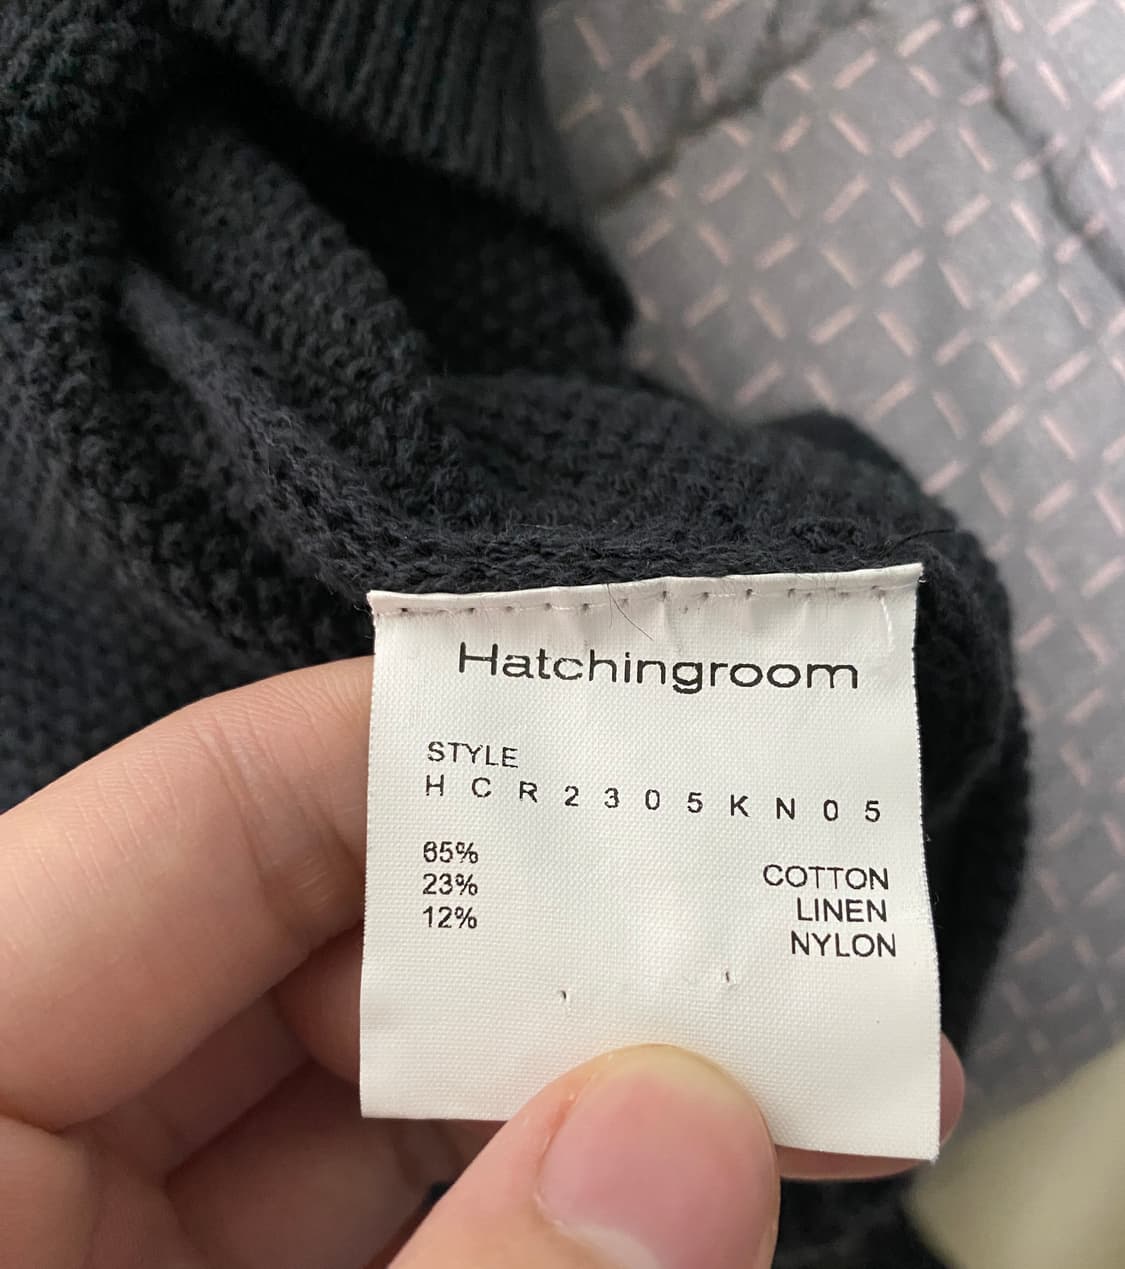 Hatchingroom
STYLE
H C R 2 3 0 5 K N 0 5
65% COTTON
23% LINEN
12% NYLON